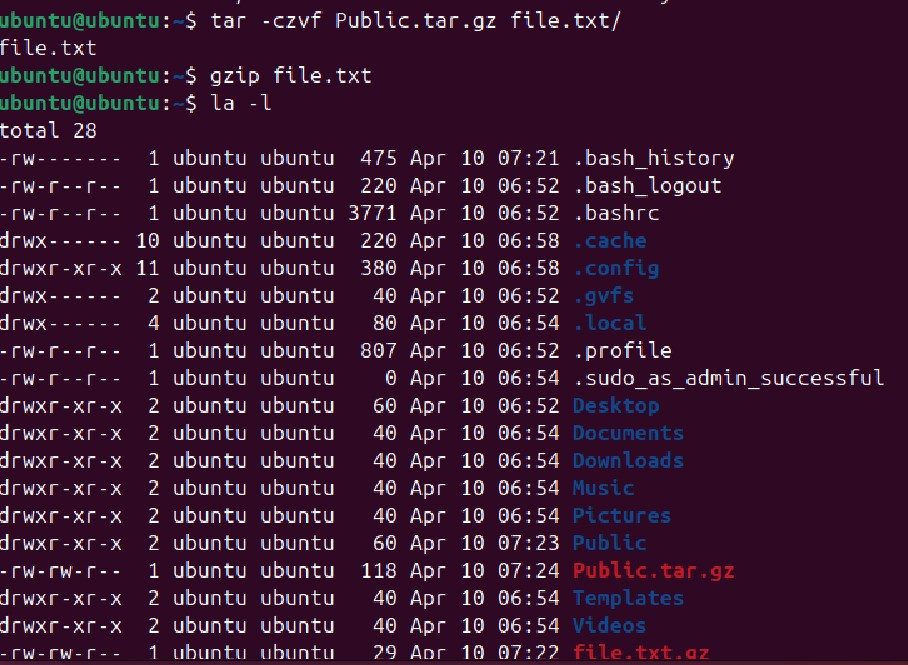 ubuntu@ubuntu:~$ tar -czvf Public.tar.gz file.txt/
file.txt
ubuntu@ubuntu:~$ gzip file.txt
ubuntu@ubuntu:~$ la -l
total 28
-rw------- 1 ubuntu ubuntu 475 Apr 10 07:21 .bash_history
-rw-r--r-- 1 ubuntu ubuntu 220 Apr 10 06:52 .bash_logout
-rw-r--r-- 1 ubuntu ubuntu 3771 Apr 10 06:52 .bashrc
drwx------ 10 ubuntu ubuntu 220 Apr 10 06:58 .cache
drwxr-xr-x 11 ubuntu ubuntu 380 Apr 10 06:58 .config
drwx------ 2 ubuntu ubuntu 40 Apr 10 06:52 .gvfs
drwx------ 4 ubuntu ubuntu 80 Apr 10 06:54 .local
-rw-r--r-- 1 ubuntu ubuntu 807 Apr 10 06:52 .profile
-rw-r--r-- 1 ubuntu ubuntu 0 Apr 10 06:54 .sudo_as_admin_successful
drwxr-xr-x 2 ubuntu ubuntu 60 Apr 10 06:52 Desktop
drwxr-xr-x 2 ubuntu ubuntu 40 Apr 10 06:54 Documents
drwxr-xr-x 2 ubuntu ubuntu 40 Apr 10 06:54 Downloads
drwxr-xr-x 2 ubuntu ubuntu 40 Apr 10 06:54 Music
drwxr-xr-x 2 ubuntu ubuntu 40 Apr 10 06:54 Pictures
drwxr-xr-x 2 ubuntu ubuntu 60 Apr 10 07:23 Public
-rw-rw-r-- 1 ubuntu ubuntu 118 Apr 10 07:24 Public.tar.gz
drwxr-xr-x 2 ubuntu ubuntu 40 Apr 10 06:54 Templates
drwxr-xr-x 2 ubuntu ubuntu 40 Apr 10 06:54 Videos
-rw-rw-r-- 1 ubuntu ubuntu 29 Apr 10 07:22 file.txt.gz